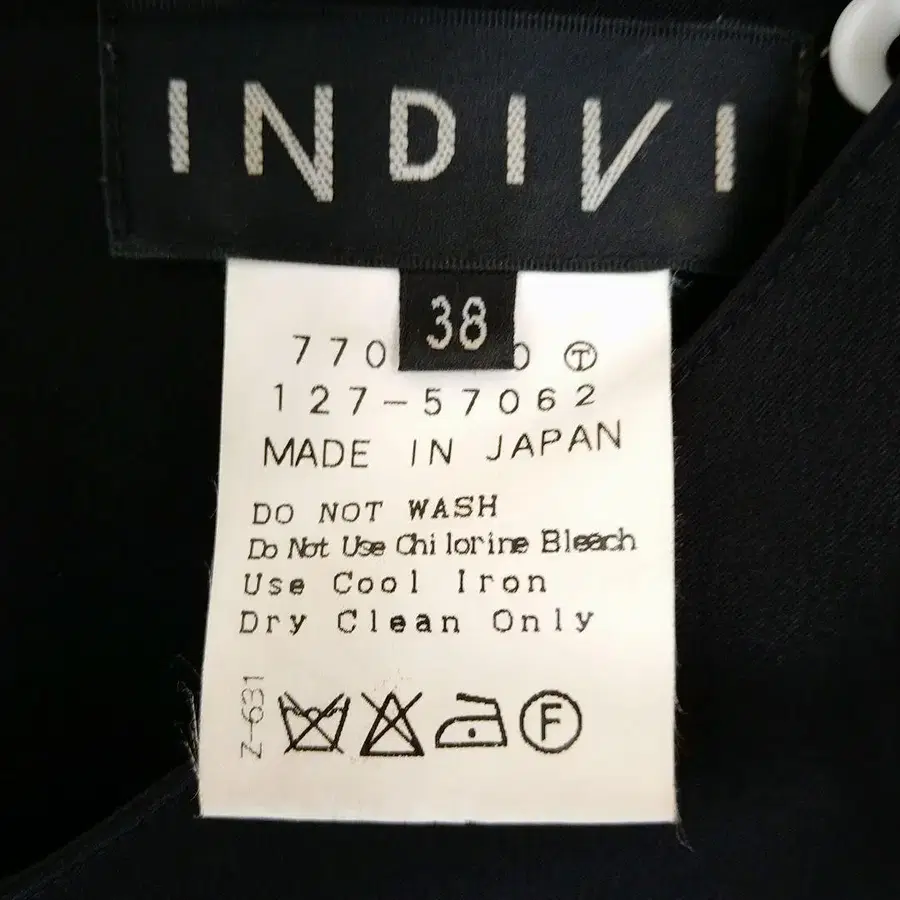 INDIVI
38
770 0 Ⓣ
127-57062
MADE IN JAPAN
DO NOT WASH
Do Not Use Chilorine Bleach
Use Cool Iron
Dry Clean Only
Z-631
F